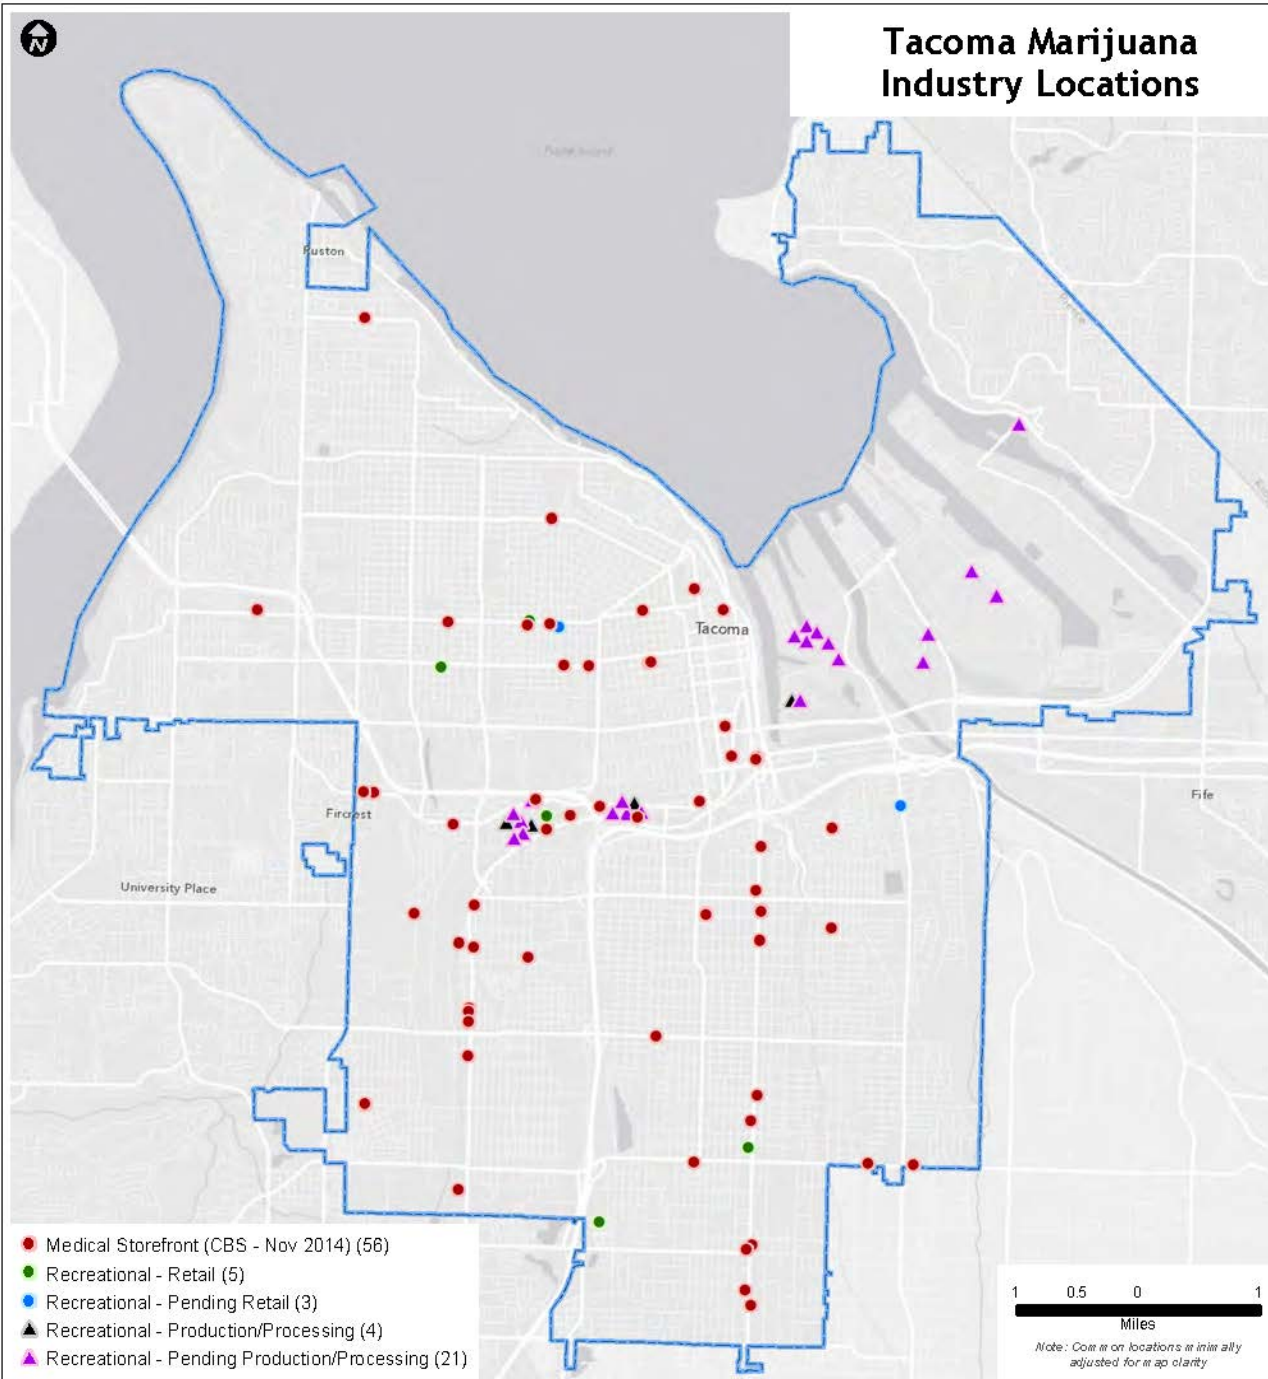 N
Tacoma Marijuana
Industry Locations
Ruston
Tacoma
Fircrest
Fife
University Place
Medical Storefront (CBS - Nov 2014) (56)
Recreational - Retail (5)
Recreational - Pending Retail (3)
Recreational - Production/Processing (4)
Recreational - Pending Production/Processing (21)
1 0.5 0 1
Miles
Note: Common locations minimally
adjusted for map clarity